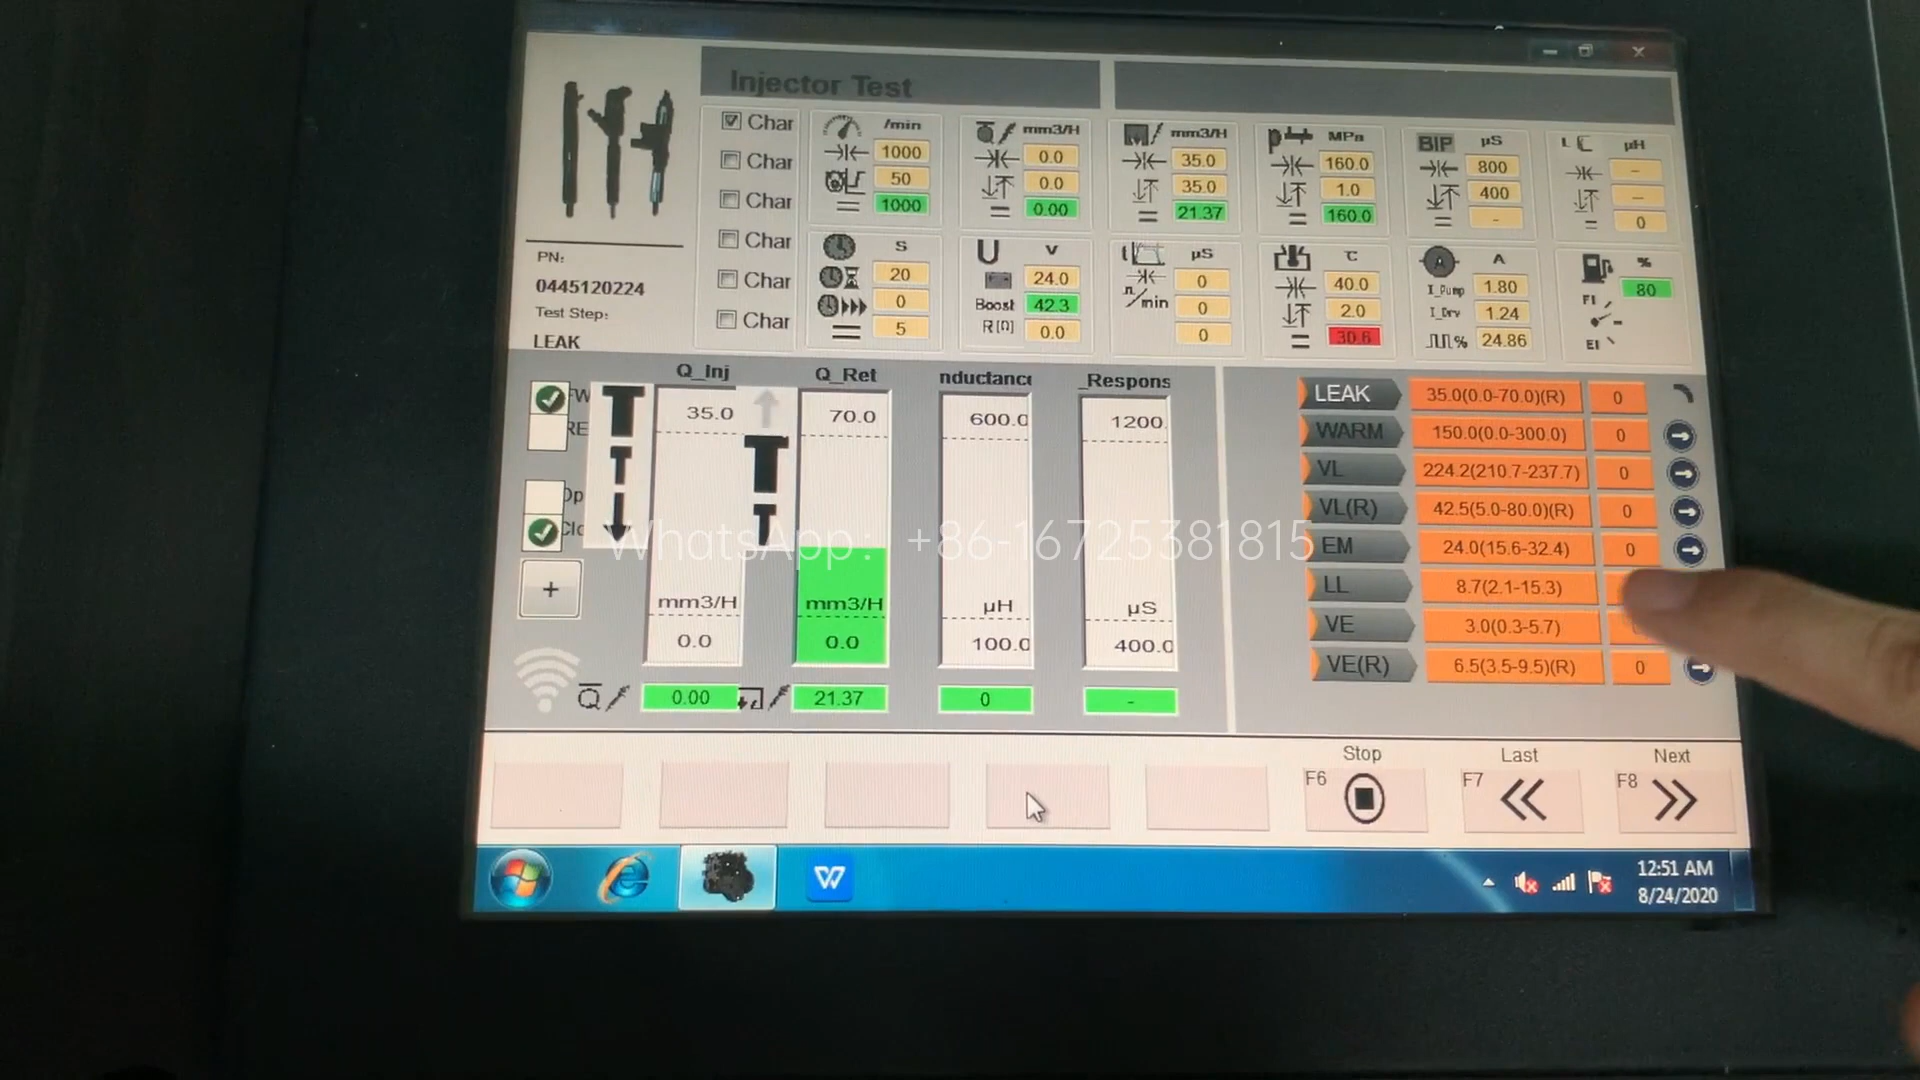 Injector Test
Char
Char
Char
Char
Char
Char
/min
1000
50
1000
mm3/H
0.0
0.0
0.00
mm3/H
35.0
35.0
21.37
MPa
160.0
1.0
160.0
BIP
µS
800
400
-
L
µH
-
-
0
S
20
0
5
U
V
24.0
Boost
42.3
R[Ω]
0.0
µS
0
/min
0
0
℃
40.0
2.0
30.6
A
A
I_Pump
1.80
I_Drv
1.24
%
24.86
%
80
F1
E1
PN:
0445120224
Test Step:
LEAK
FW
RE
Op
Clo
+
Q_Inj
35.0
mm3/H
0.0
0.00
Q_Ret
70.0
mm3/H
0.0
21.37
nductance
600.0
µH
100.0
0
_Respons
1200.
µS
400.0
-
LEAK 35.0(0.0-70.0)(R) 0
WARM 150.0(0.0-300.0) 0
VL 224.2(210.7-237.7) 0
VL(R) 42.5(5.0-80.0)(R) 0
EM 24.0(15.6-32.4) 0
LL 8.7(2.1-15.3)
VE 3.0(0.3-5.7)
VE(R) 6.5(3.5-9.5)(R) 0
WhatsApp: +86-16725381815
Stop
F6
Last
F7
Next
F8
W
12:51 AM
8/24/2020